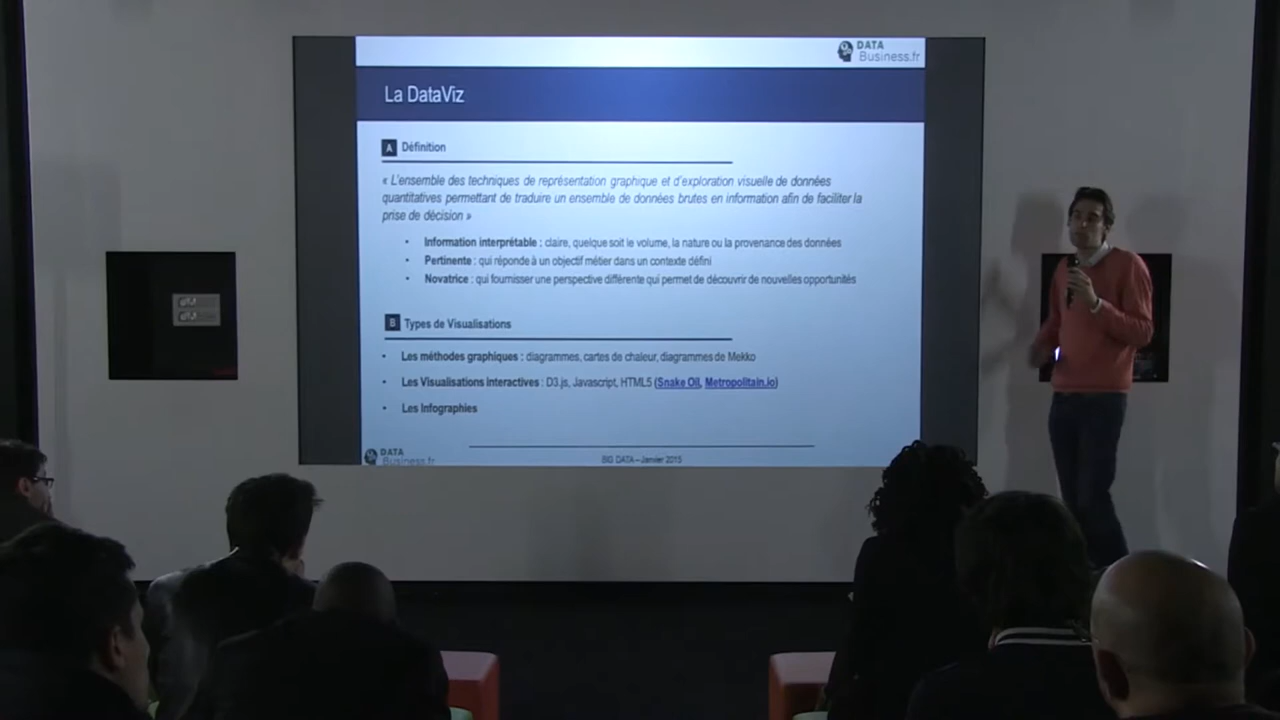 DATA
Business.fr
La DataViz
A Définition
« L'ensemble des techniques de représentation graphique et d'exploration visuelle de données
quantitatives permettant de traduire un ensemble de données brutes en information afin de faciliter la
prise de décision »
• Information interprétable : claire, quelque soit le volume, la nature ou la provenance des données
• Pertinente : qui réponde à un objectif métier dans un contexte défini
• Novatrice : qui fournisser une perspective différente qui permet de découvrir de nouvelles opportunités
B Types de Visualisations
• Les méthodes graphiques : diagrammes, cartes de chaleur, diagrammes de Mekko
• Les Visualisations interactives : D3.js, Javascript, HTML5 (Snake Oil, Metropolitain.io)
• Les Infographies
DATA
Business.fr
BIG DATA – Janvier 2015